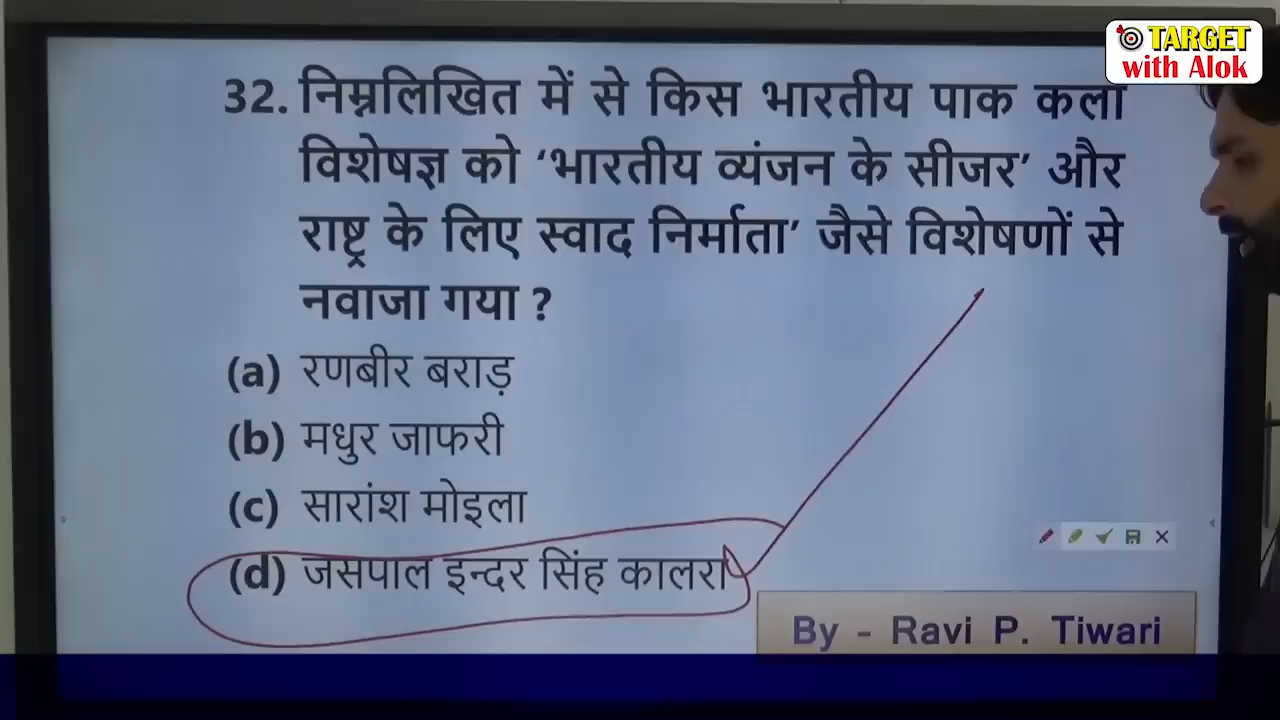 TARGET
with Alok
32. निम्नलिखित में से किस भारतीय पाक कला
विशेषज्ञ को ‘भारतीय व्यंजन के सीजर’ और
राष्ट्र के लिए स्वाद निर्माता’ जैसे विशेषणों से
नवाजा गया ?
(a) रणबीर बराड़
(b) मधुर जाफरी
(c) सारांश मोइला
(d) जसपाल इन्दर सिंह कालरा
By - Ravi P. Tiwari